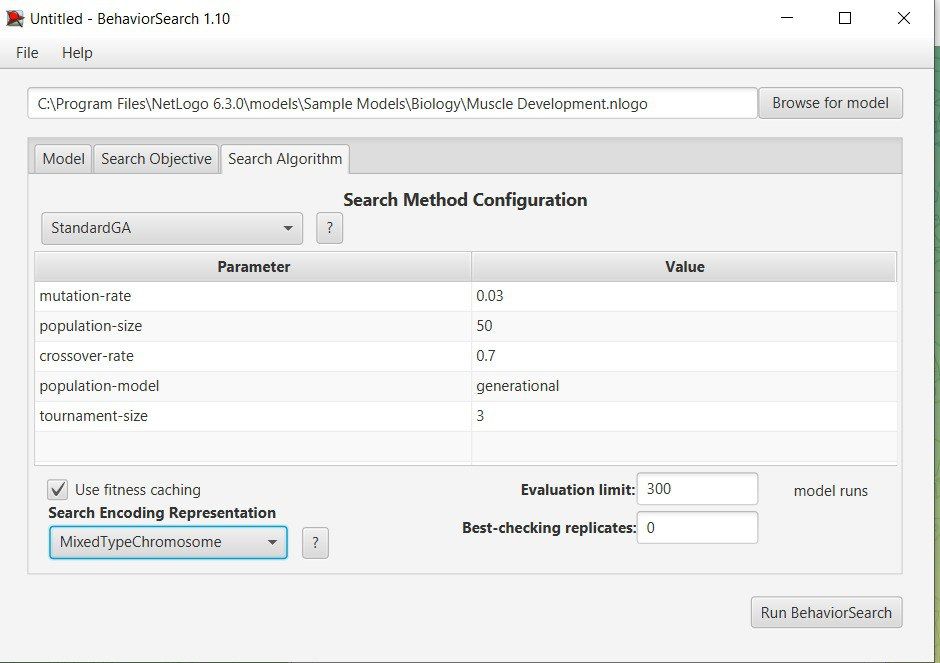 Untitled - BehaviorSearch 1.10
File Help
C:\Program Files\NetLogo 6.3.0\models\Sample Models\Biology\Muscle Development.nlogo Browse for model
Model Search Objective Search Algorithm
Search Method Configuration
StandardGA ?
Parameter Value
mutation-rate 0.03
population-size 50
crossover-rate 0.7
population-model generational
tournament-size 3
Use fitness caching Evaluation limit: 300 model runs
Search Encoding Representation
Best-checking replicates: 0
MixedTypeChromosome ?
Run BehaviorSearch